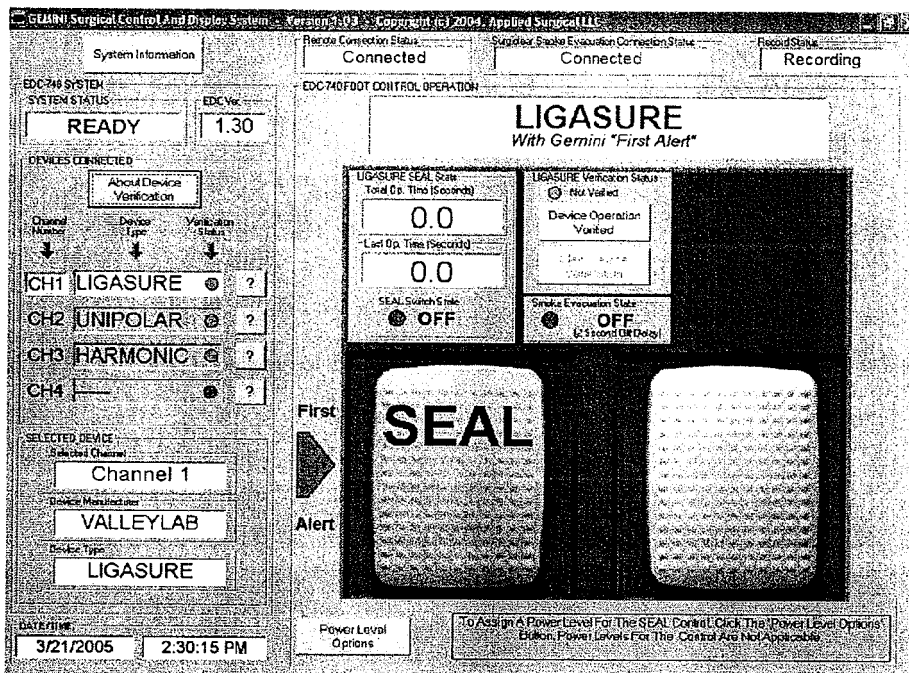 GEMINI Surgical Control And Display System - Version 1.03 - Copyright (c) 2004, Applied Surgical LLC
System Information
Remote Connection Status
Connected
Surgiclear Smoke Evacuation Connection Status
Connected
Record Status
Recording
EDC-740 SYSTEM
SYSTEM STATUS
READY
EDC Ver.
1.30
DEVICES CONNECTED
About Device
Verification
Channel
Number
Device
Type
Verification
Status
CH1 LIGASURE ?
CH2 UNIPOLAR ?
CH3 HARMONIC ?
CH4 ?
SELECTED DEVICE
Selected Channel
Channel 1
Device Manufacturer
VALLEYLAB
Device Type
LIGASURE
DATE/TIME
3/21/2005
2:30:15 PM
EDC-740 FOOT CONTROL OPERATION
LIGASURE
With Gemini "First Alert"
LIGASURE SEAL State
Total Op. Time (Seconds)
0.0
Last Op. Time (Seconds)
0.0
SEAL Switch State
OFF
LIGASURE Verification Status
Not Verified
Device Operation
Verified
Smoke Evacuation State
OFF
(2 Second Off Delay)
First
Alert
SEAL
Power Level
Options
To Assign A Power Level For The SEAL Control, Click The 'Power Level Options'
Button. Power Levels For The Control Are Not Applicable